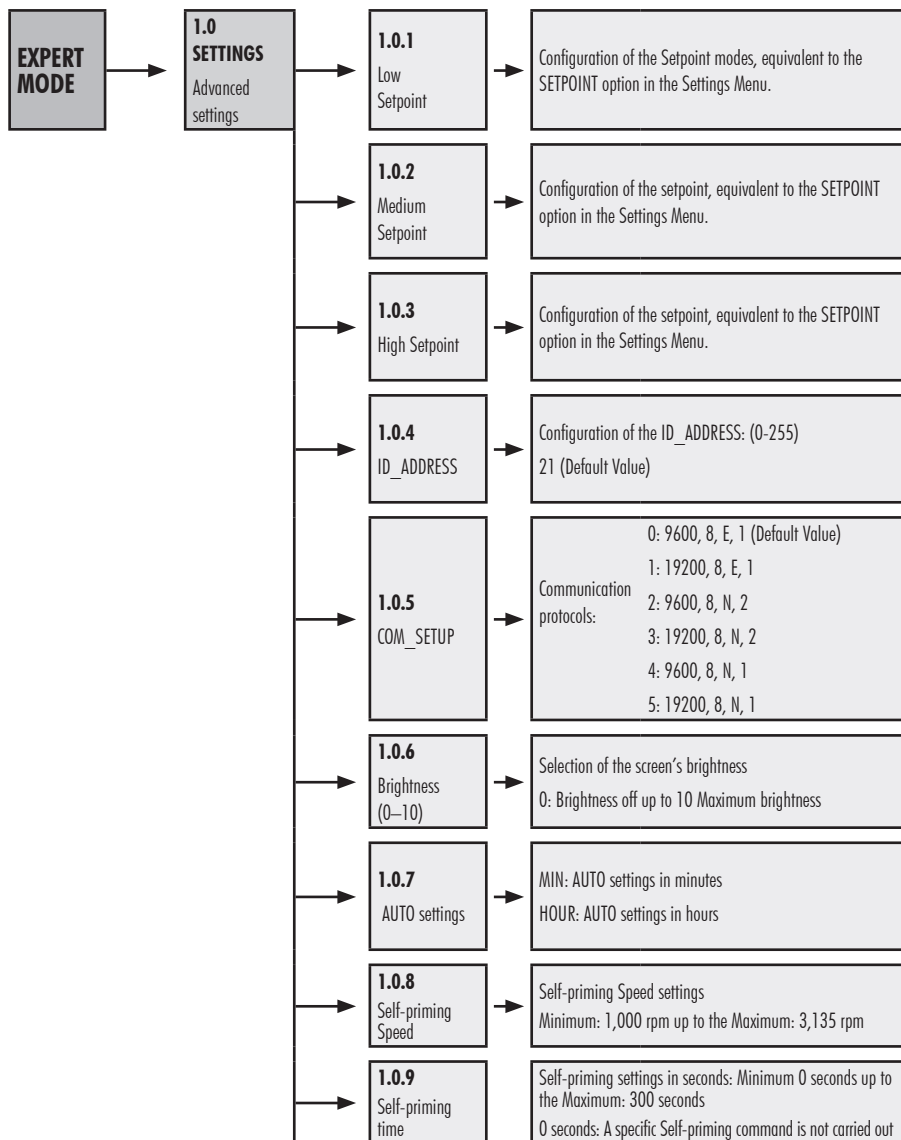 EXPERT
MODE
1.0
SETTINGS
Advanced
settings
1.0.1
Low
Setpoint
Configuration of the Setpoint modes, equivalent to the
SETPOINT option in the Settings Menu.
1.0.2
Medium
Setpoint
Configuration of the setpoint, equivalent to the SETPOINT
option in the Settings Menu.
1.0.3
High Setpoint
Configuration of the setpoint, equivalent to the SETPOINT
option in the Settings Menu.
1.0.4
ID_ADDRESS
Configuration of the ID_ADDRESS: (0-255)
21 (Default Value)
1.0.5
COM_SETUP
Communication
protocols:
0: 9600, 8, E, 1 (Default Value)
1: 19200, 8, E, 1
2: 9600, 8, N, 2
3: 19200, 8, N, 2
4: 9600, 8, N, 1
5: 19200, 8, N, 1
1.0.6
Brightness
(0–10)
Selection of the screen’s brightness
0: Brightness off up to 10 Maximum brightness
1.0.7
AUTO settings
MIN: AUTO settings in minutes
HOUR: AUTO settings in hours
1.0.8
Self-priming
Speed
Self-priming Speed settings
Minimum: 1,000 rpm up to the Maximum: 3,135 rpm
1.0.9
Self-priming
time
Self-priming settings in seconds: Minimum 0 seconds up to
the Maximum: 300 seconds
0 seconds: A specific Self-priming command is not carried out